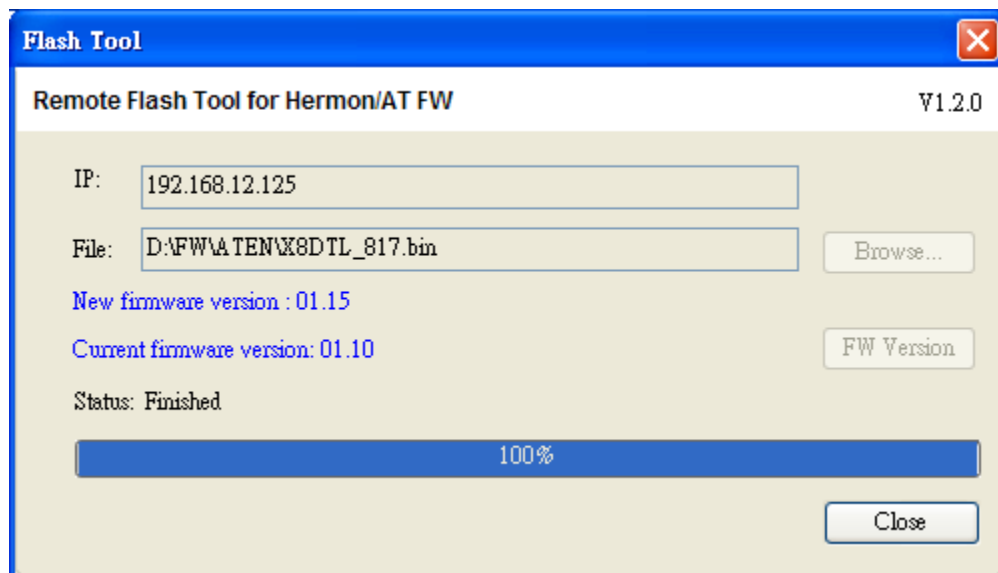 Flash Tool
Remote Flash Tool for Hermon/AT FW V1.2.0
IP: 192.168.12.125
File: D:\FW\ATEN\X8DTL_817.bin Browse...
New firmware version : 01.15
Current firmware version: 01.10 FW Version
Status: Finished
100%
Close